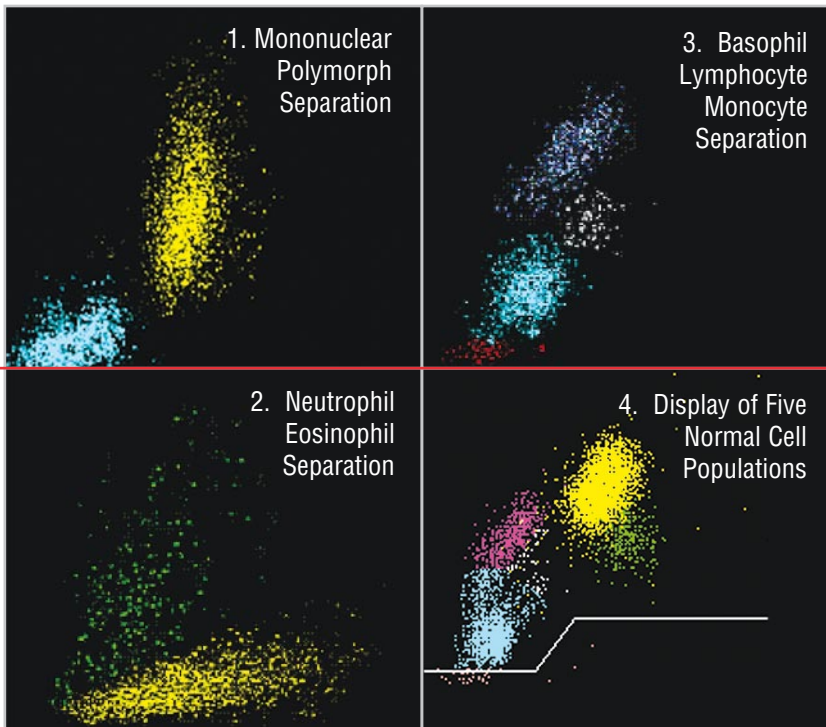 1. Mononuclear
Polymorph
Separation
3. Basophil
Lymphocyte
Monocyte
Separation
2. Neutrophil
Eosinophil
Separation
4. Display of Five
Normal Cell
Populations